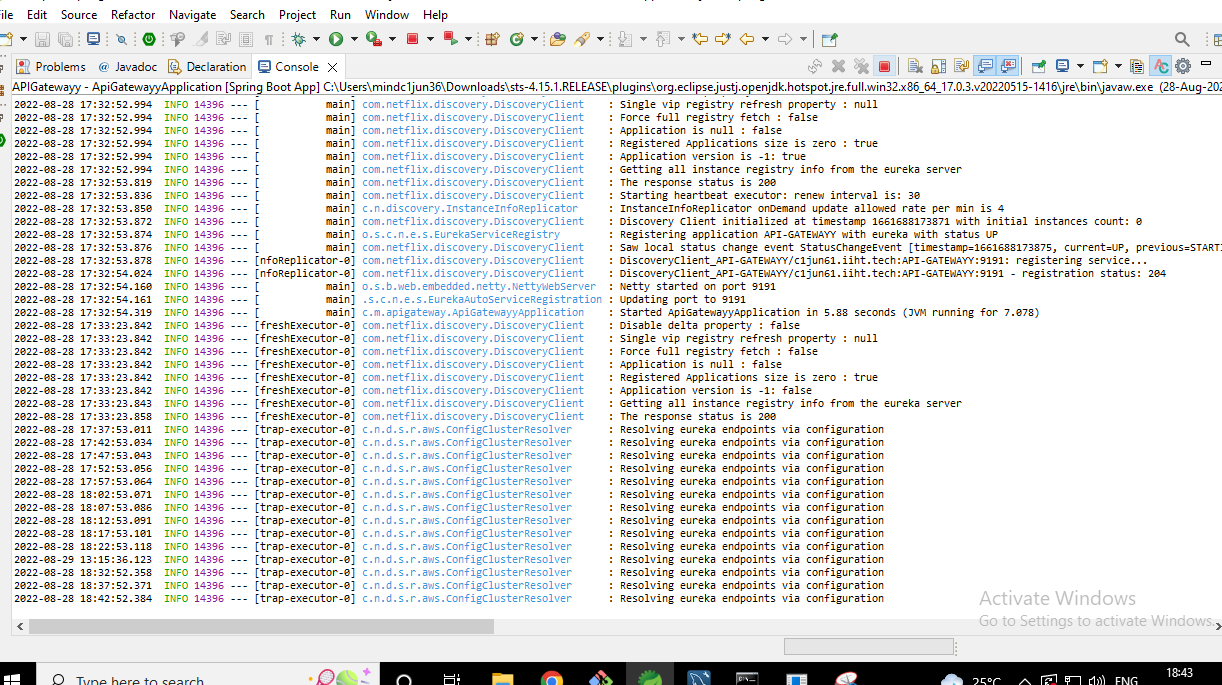 File Edit Source Refactor Navigate Search Project Run Window Help
Problems @ Javadoc Declaration Console
APIGatewayy - ApiGatewayyApplication [Spring Boot App] C:\Users\mindc1jun36\Downloads\sts-4.15.1.RELEASE\plugins\org.eclipse.justj.openjdk.hotspot.jre.full.win32.x86_64_17.0.3.v20220515-1416\jre\bin\javaw.exe (28-Aug-202
2022-08-28 17:32:52.994 INFO 14396 --- [ main] com.netflix.discovery.DiscoveryClient : Single vip registry refresh property : null
2022-08-28 17:32:52.994 INFO 14396 --- [ main] com.netflix.discovery.DiscoveryClient : Force full registry fetch : false
2022-08-28 17:32:52.994 INFO 14396 --- [ main] com.netflix.discovery.DiscoveryClient : Application is null : false
2022-08-28 17:32:52.994 INFO 14396 --- [ main] com.netflix.discovery.DiscoveryClient : Registered Applications size is zero : true
2022-08-28 17:32:52.994 INFO 14396 --- [ main] com.netflix.discovery.DiscoveryClient : Application version is -1: true
2022-08-28 17:32:52.994 INFO 14396 --- [ main] com.netflix.discovery.DiscoveryClient : Getting all instance registry info from the eureka server
2022-08-28 17:32:53.819 INFO 14396 --- [ main] com.netflix.discovery.DiscoveryClient : The response status is 200
2022-08-28 17:32:53.836 INFO 14396 --- [ main] com.netflix.discovery.DiscoveryClient : Starting heartbeat executor: renew interval is: 30
2022-08-28 17:32:53.850 INFO 14396 --- [ main] c.n.discovery.InstanceInfoReplicator : InstanceInfoReplicator onDemand update allowed rate per min is 4
2022-08-28 17:32:53.872 INFO 14396 --- [ main] com.netflix.discovery.DiscoveryClient : Discovery Client initialized at timestamp 1661688173871 with initial instances count: 0
2022-08-28 17:32:53.874 INFO 14396 --- [ main] o.s.c.n.e.s.EurekaServiceRegistry : Registering application API-GATEWAYY with eureka with status UP
2022-08-28 17:32:53.876 INFO 14396 --- [ main] com.netflix.discovery.DiscoveryClient : Saw local status change event StatusChangeEvent [timestamp=1661688173875, current=UP, previous=STARTI
2022-08-28 17:32:53.878 INFO 14396 --- [nfoReplicator-0] com.netflix.discovery.DiscoveryClient : DiscoveryClient_API-GATEWAYY/c1jun61.iiht.tech:API-GATEWAYY:9191: registering service...
2022-08-28 17:32:54.024 INFO 14396 --- [nfoReplicator-0] com.netflix.discovery.DiscoveryClient : DiscoveryClient_API-GATEWAYY/c1jun61.iiht.tech:API-GATEWAYY:9191 - registration status: 204
2022-08-28 17:32:54.160 INFO 14396 --- [ main] o.s.b.web.embedded.netty.NettyWebServer : Netty started on port 9191
2022-08-28 17:32:54.161 INFO 14396 --- [ main] .s.c.n.e.s.EurekaAutoServiceRegistration : Updating port to 9191
2022-08-28 17:32:54.319 INFO 14396 --- [ main] c.m.apigateway.ApiGatewayyApplication : Started ApiGatewayyApplication in 5.88 seconds (JVM running for 7.078)
2022-08-28 17:33:23.842 INFO 14396 --- [freshExecutor-0] com.netflix.discovery.DiscoveryClient : Disable delta property : false
2022-08-28 17:33:23.842 INFO 14396 --- [freshExecutor-0] com.netflix.discovery.DiscoveryClient : Single vip registry refresh property : null
2022-08-28 17:33:23.842 INFO 14396 --- [freshExecutor-0] com.netflix.discovery.DiscoveryClient : Force full registry fetch : false
2022-08-28 17:33:23.842 INFO 14396 --- [freshExecutor-0] com.netflix.discovery.DiscoveryClient : Application is null : false
2022-08-28 17:33:23.842 INFO 14396 --- [freshExecutor-0] com.netflix.discovery.DiscoveryClient : Registered Applications size is zero : true
2022-08-28 17:33:23.842 INFO 14396 --- [freshExecutor-0] com.netflix.discovery.DiscoveryClient : Application version is -1: false
2022-08-28 17:33:23.843 INFO 14396 --- [freshExecutor-0] com.netflix.discovery.DiscoveryClient : Getting all instance registry info from the eureka server
2022-08-28 17:33:23.858 INFO 14396 --- [freshExecutor-0] com.netflix.discovery.DiscoveryClient : The response status is 200
2022-08-28 17:37:53.011 INFO 14396 --- [trap-executor-0] c.n.d.s.r.aws.ConfigClusterResolver : Resolving eureka endpoints via configuration
2022-08-28 17:42:53.034 INFO 14396 --- [trap-executor-0] c.n.d.s.r.aws.ConfigClusterResolver : Resolving eureka endpoints via configuration
2022-08-28 17:47:53.043 INFO 14396 --- [trap-executor-0] c.n.d.s.r.aws.ConfigClusterResolver : Resolving eureka endpoints via configuration
2022-08-28 17:52:53.056 INFO 14396 --- [trap-executor-0] c.n.d.s.r.aws.ConfigClusterResolver : Resolving eureka endpoints via configuration
2022-08-28 17:57:53.064 INFO 14396 --- [trap-executor-0] c.n.d.s.r.aws.ConfigClusterResolver : Resolving eureka endpoints via configuration
2022-08-28 18:02:53.071 INFO 14396 --- [trap-executor-0] c.n.d.s.r.aws.ConfigClusterResolver : Resolving eureka endpoints via configuration
2022-08-28 18:07:53.086 INFO 14396 --- [trap-executor-0] c.n.d.s.r.aws.ConfigClusterResolver : Resolving eureka endpoints via configuration
2022-08-28 18:12:53.091 INFO 14396 --- [trap-executor-0] c.n.d.s.r.aws.ConfigClusterResolver : Resolving eureka endpoints via configuration
2022-08-28 18:17:53.101 INFO 14396 --- [trap-executor-0] c.n.d.s.r.aws.ConfigClusterResolver : Resolving eureka endpoints via configuration
2022-08-28 18:22:53.118 INFO 14396 --- [trap-executor-0] c.n.d.s.r.aws.ConfigClusterResolver : Resolving eureka endpoints via configuration
2022-08-29 13:15:36.123 INFO 14396 --- [trap-executor-0] c.n.d.s.r.aws.ConfigClusterResolver : Resolving eureka endpoints via configuration
2022-08-28 18:32:52.358 INFO 14396 --- [trap-executor-0] c.n.d.s.r.aws.ConfigClusterResolver : Resolving eureka endpoints via configuration
2022-08-28 18:37:52.371 INFO 14396 --- [trap-executor-0] c.n.d.s.r.aws.ConfigClusterResolver : Resolving eureka endpoints via configuration
2022-08-28 18:42:52.384 INFO 14396 --- [trap-executor-0] c.n.d.s.r.aws.ConfigClusterResolver : Resolving eureka endpoints via configuration
Activate Windows
Go to Settings to activate Windows.
Type here to search 25°C ENG 18:43